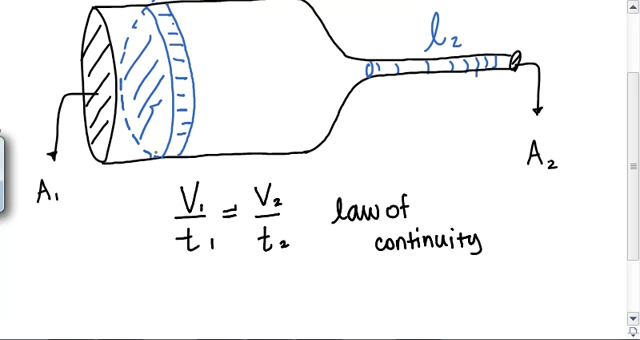 l₂
A₂
A₁
V₁/t₁ = V₂/t₂ law of
continuity